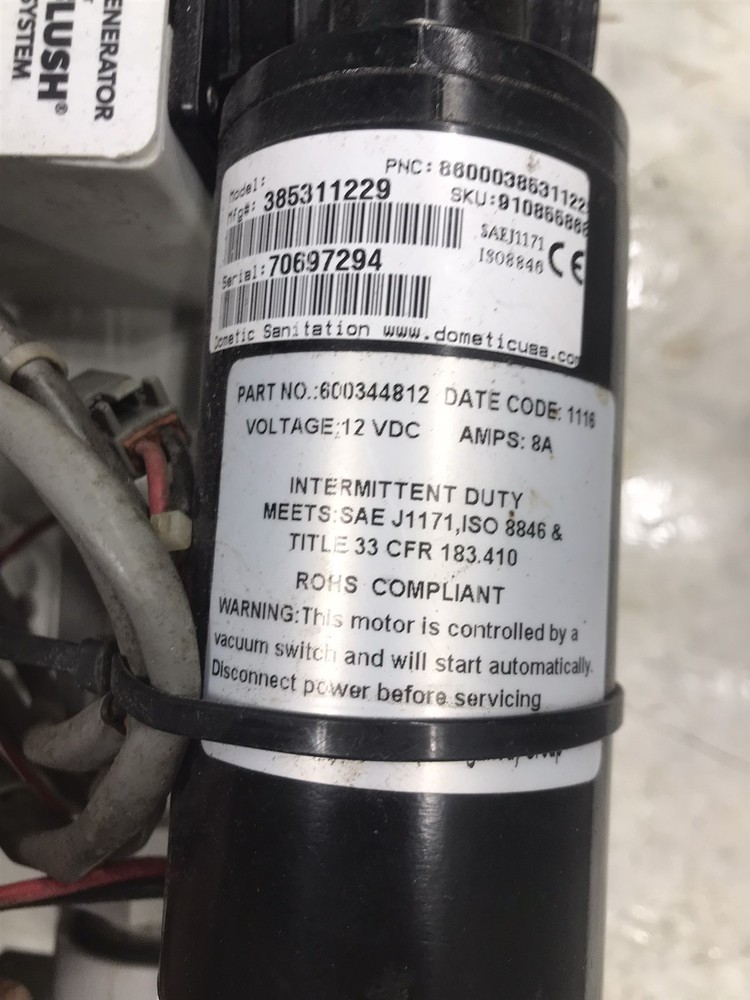 ENERATOR
LUSH®
SYSTEM
Model:
PNC: 8600038531122
Mfg#: 385311229
SKU:910866888
SAEJ1171
ISO8846
CE
Serial: 70697294
Dometic Sanitation www.dometicusa.com
PART NO.:600344812 DATE CODE: 1116
VOLTAGE;12 VDC AMPS: 8A
INTERMITTENT DUTY
MEETS:SAE J1171,ISO 8846 &
TITLE 33 CFR 183.410
ROHS COMPLIANT
WARNING:This motor is controlled by a
vacuum switch and will start automatically.
Disconnect power before servicing